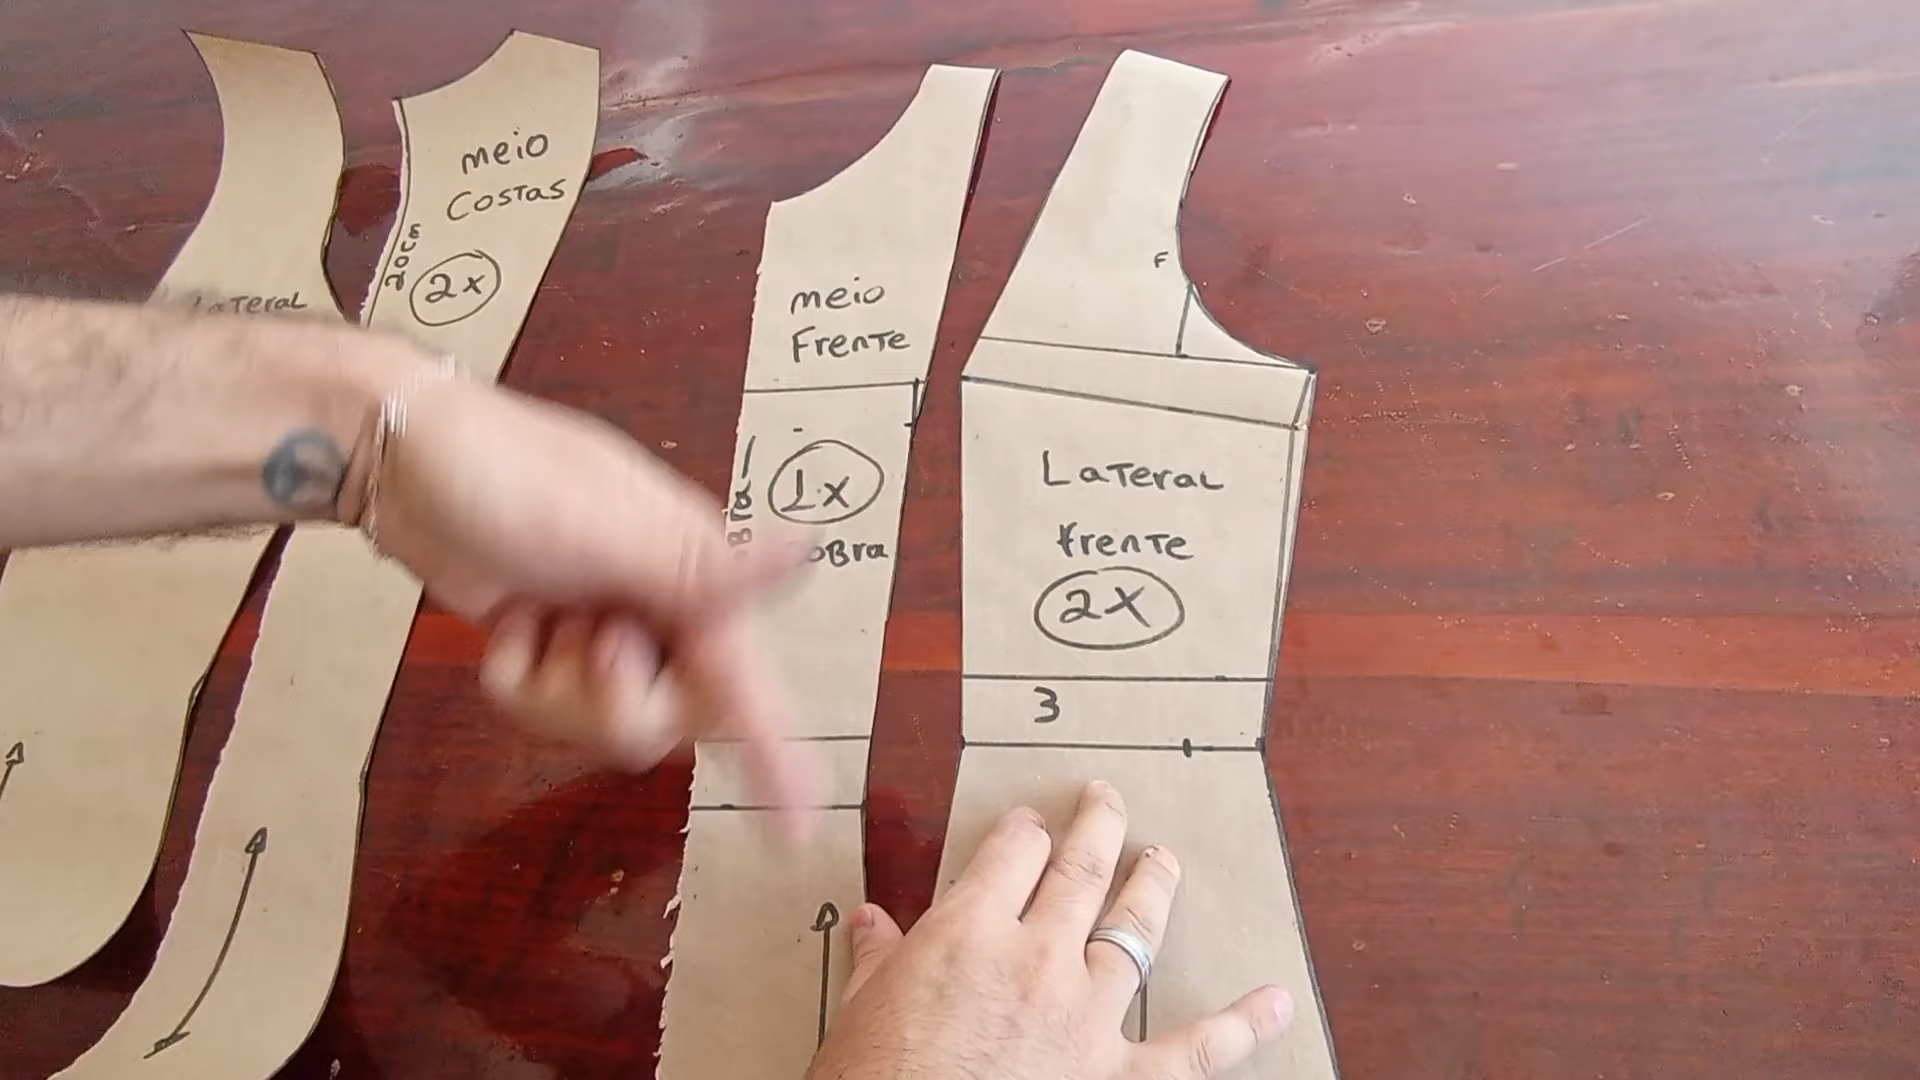 Lateral
meio
Costas
20cm
2x
meio
Frente
1x
F
Lateral
frente
2X
3